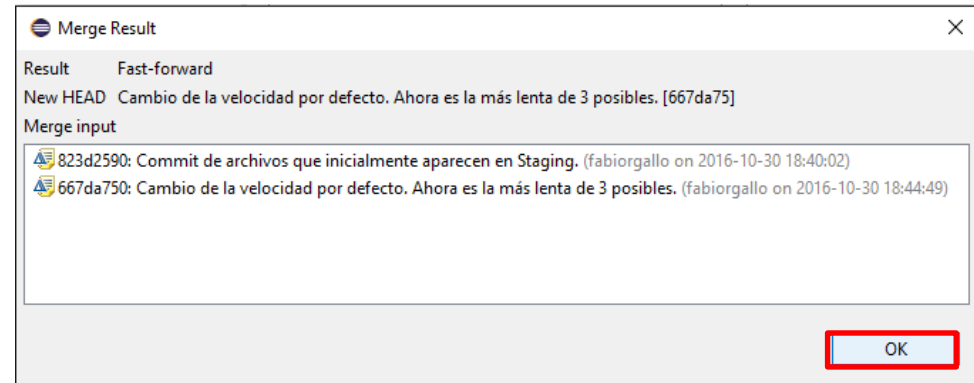 Merge Result
Result Fast-forward
New HEAD Cambio de la velocidad por defecto. Ahora es la más lenta de 3 posibles. [667da75]
Merge input
823d2590: Commit de archivos que inicialmente aparecen en Staging. (fabiorgallo on 2016-10-30 18:40:02)
667da750: Cambio de la velocidad por defecto. Ahora es la más lenta de 3 posibles. (fabiorgallo on 2016-10-30 18:44:49)
OK